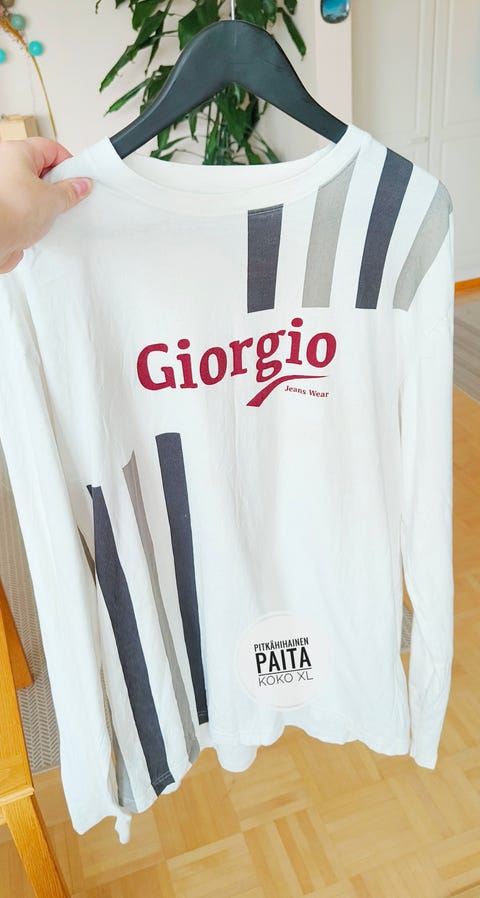 Giorgio
Jeans Wear
PITKÄHIHAINEN
PAITA
KOKO XL